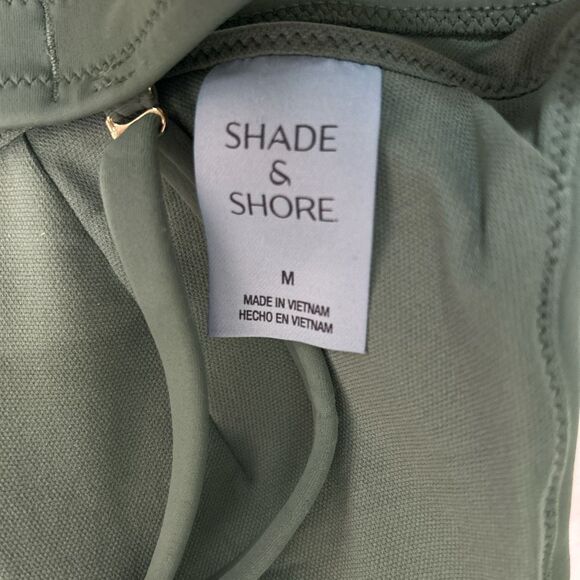 SHADE
&
SHORE
M
MADE IN VIETNAM
HECHO EN VIETNAM